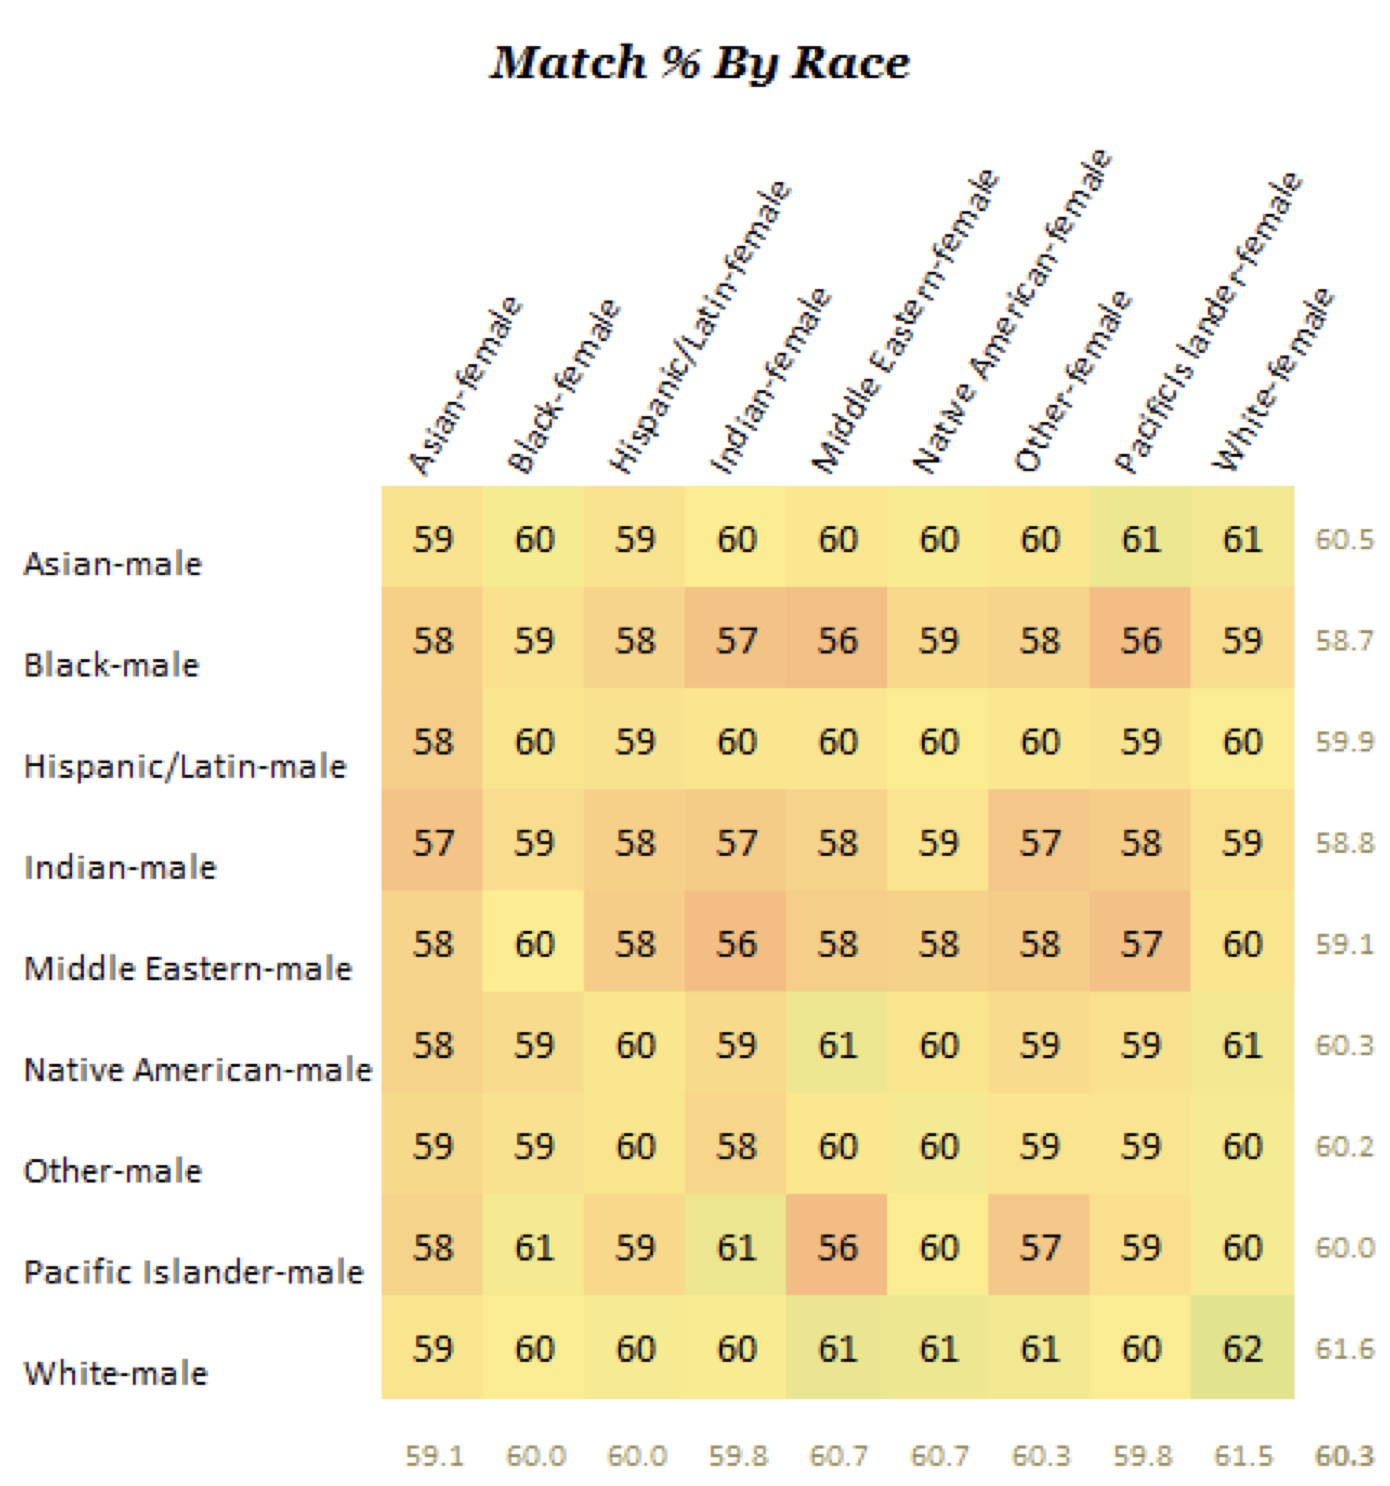 Match % By Race
Asian-female
Black-female
Hispanic/Latin-female
Indian-female
Middle Eastern-female
Native American-female
Other-female
Pacific Islander-female
White-female
Asian-male 59 60 59 60 60 60 60 61 61 60.5
Black-male 58 59 58 57 56 59 58 56 59 58.7
Hispanic/Latin-male 58 60 59 60 60 60 60 59 60 59.9
Indian-male 57 59 58 57 58 59 57 58 59 58.8
Middle Eastern-male 58 60 58 56 58 58 58 57 60 59.1
Native American-male 58 59 60 59 61 60 59 59 61 60.3
Other-male 59 59 60 58 60 60 59 59 60 60.2
Pacific Islander-male 58 61 59 61 56 60 57 59 60 60.0
White-male 59 60 60 60 61 61 61 60 62 61.6
59.1 60.0 60.0 59.8 60.7 60.7 60.3 59.8 61.5 60.3